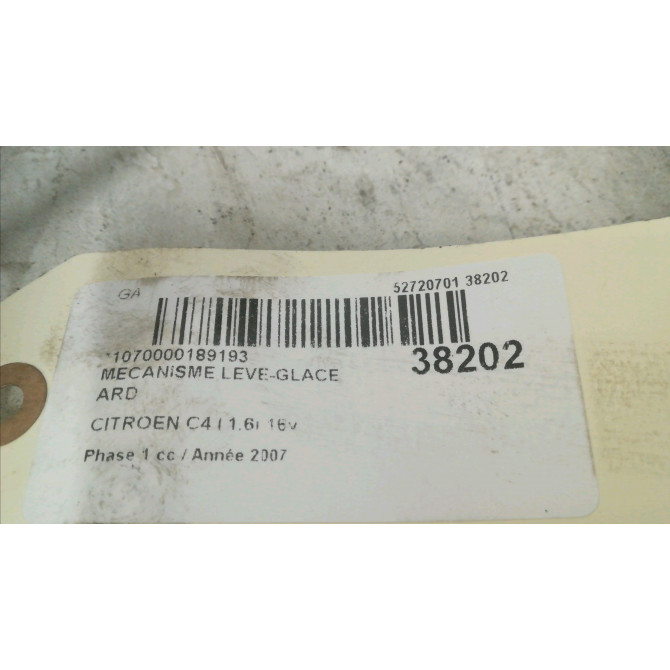 GA 52720701 38202
*1070000189193 38202
MECANISME LEVE-GLACE
ARD
CITROEN C4 I 1.6i 16v
Phase 1 cc / Année 2007